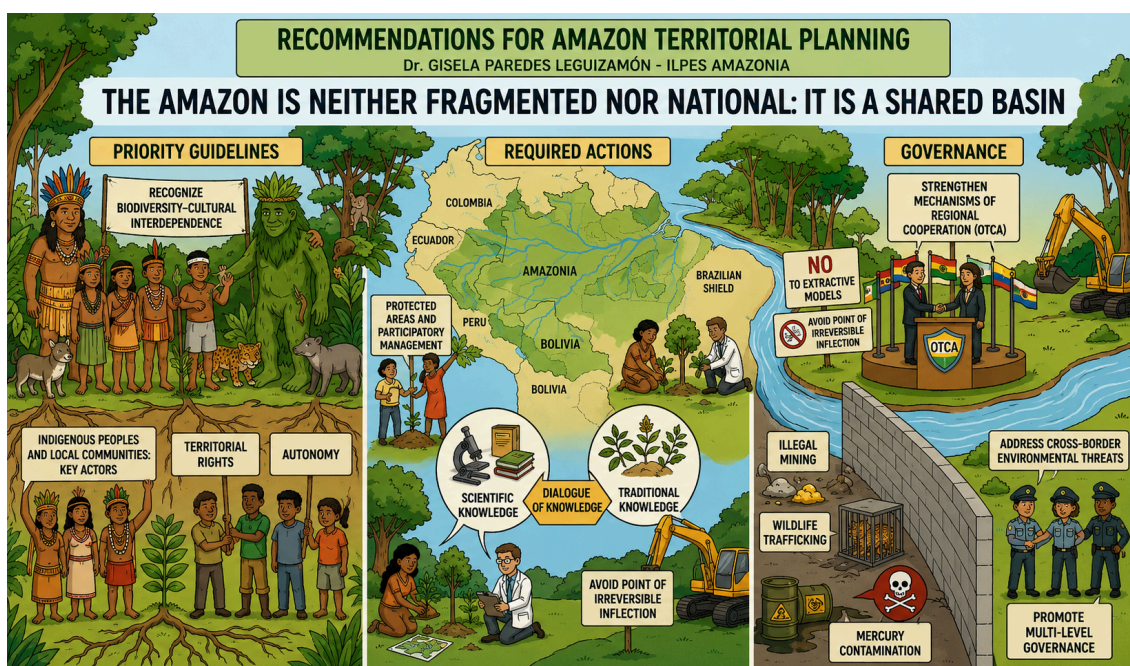 RECOMMENDATIONS FOR AMAZON TERRITORIAL PLANNING
Dr. GISELA PAREDES LEGUIZAMÓN - ILPES AMAZONIA
THE AMAZON IS NEITHER FRAGMENTED NOR NATIONAL: IT IS A SHARED BASIN
PRIORITY GUIDELINES
RECOGNIZE
BIODIVERSITY-CULTURAL
INTERDEPENDENCE
INDIGENOUS PEOPLES
AND LOCAL COMMUNITIES:
KEY ACTORS
TERRITORIAL
RIGHTS
AUTONOMY
REQUIRED ACTIONS
COLOMBIA
ECUADOR
AMAZONIA
BRAZILIAN
SHIELD
PERU
BOLIVIA
BOLIVIA
PROTECTED
AREAS AND
PARTICIPATORY
MANAGEMENT
SCIENTIFIC
KNOWLEDGE
DIALOGUE
OF KNOWLEDGE
TRADITIONAL
KNOWLEDGE
AVOID POINT OF
IRREVERSIBLE
INFLECTION
GOVERNANCE
STRENGTHEN
MECHANISMS OF
REGIONAL
COOPERATION (OTCA)
NO
TO EXTRACTIVE
MODELS
AVOID POINT OF
IRREVERSIBLE
INFLECTION
OTCA
ILLEGAL
MINING
WILDLIFE
TRAFFICKING
MERCURY
CONTAMINATION
ADDRESS CROSS-BORDER
ENVIRONMENTAL THREATS
PROMOTE
MULTI-LEVEL
GOVERNANCE